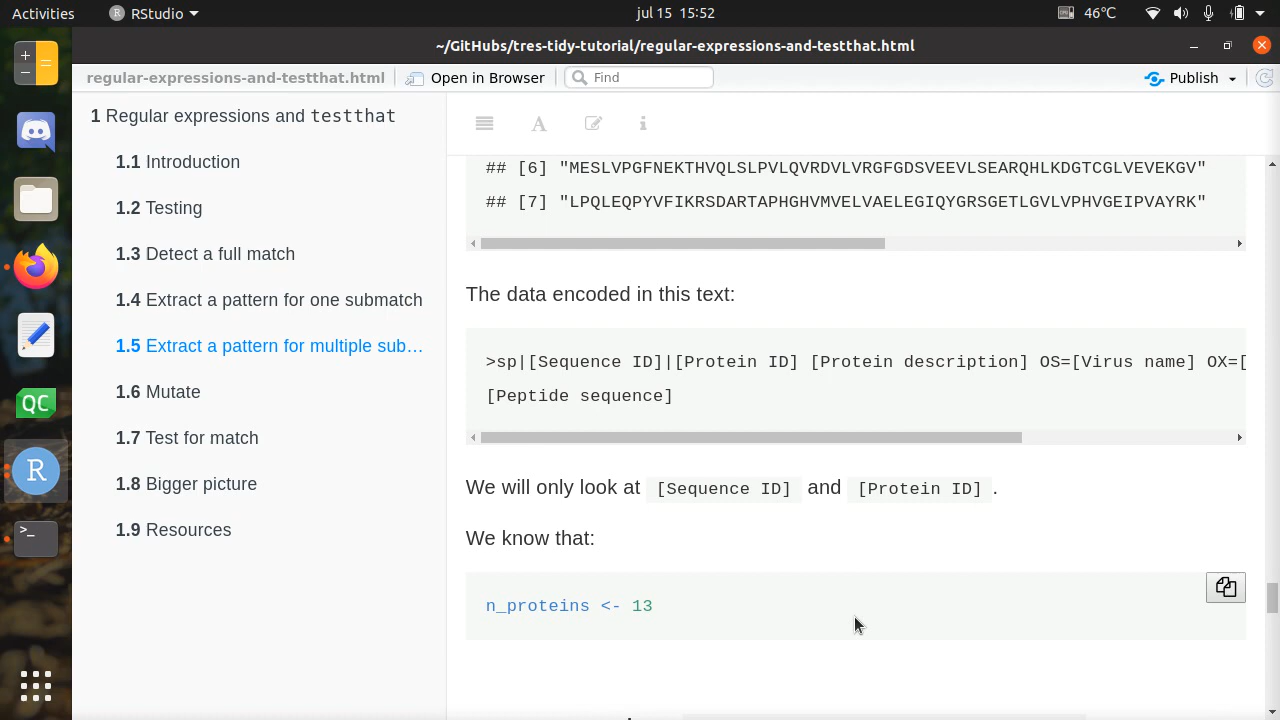 Activities RStudio jul 15 15:52 46°C
~/GitHubs/tres-tidy-tutorial/regular-expressions-and-testthat.html
regular-expressions-and-testthat.html Open in Browser Find Publish
1 Regular expressions and testthat
1.1 Introduction
1.2 Testing
1.3 Detect a full match
1.4 Extract a pattern for one submatch
1.5 Extract a pattern for multiple sub…
1.6 Mutate
1.7 Test for match
1.8 Bigger picture
1.9 Resources
## [6] "MESLVPGFNEKTHVQLSLPVLQVRDVLVRGFGDSVEEVLSEARQHLKDGTCGLVEVEKGV"
## [7] "LPQLEQPYVFIKRSDARTAPHGHVMVELVAELEGIQYGRSGETLGVLVPHVGEIPVAYRK"
The data encoded in this text:
>sp|[Sequence ID]|[Protein ID] [Protein description] OS=[Virus name] OX=[
[Peptide sequence]
We will only look at [Sequence ID] and [Protein ID] .
We know that:
n_proteins <- 13
QC
R
>_